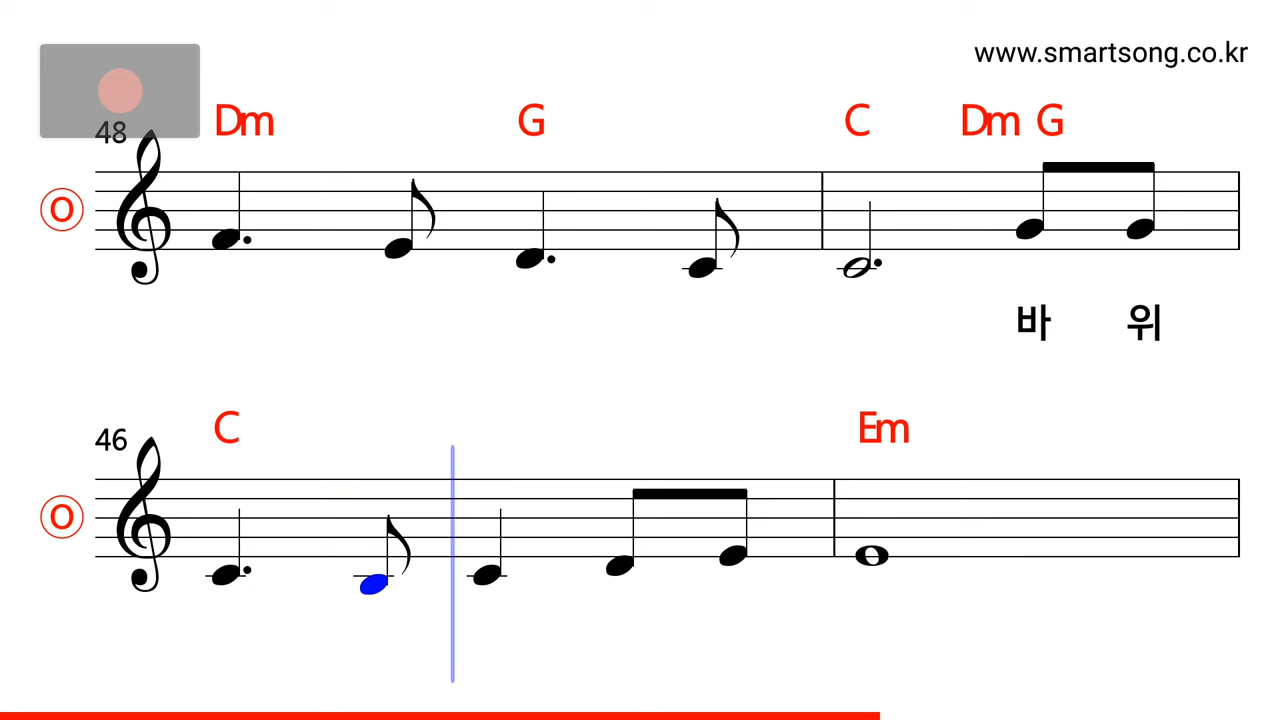 www.smartsong.co.kr
48 Dm G C Dm G
O
바 위
46 C Em
O